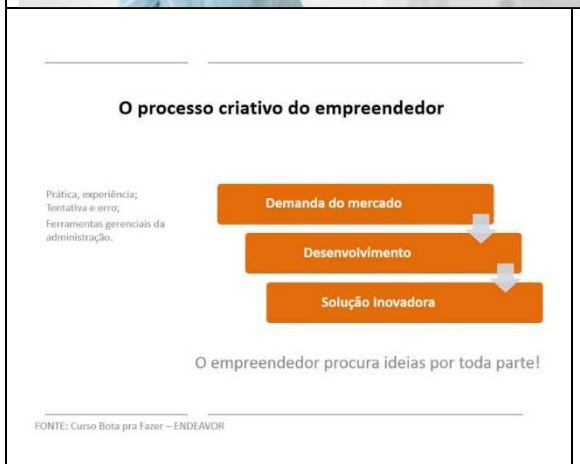 O processo criativo do empreendedor
Prática, experiência;
Tentativa e erro;
Ferramentas gerenciais da
administração.
Demanda do mercado
Desenvolvimento
Solução Inovadora
O empreendedor procura ideias por toda parte!
FONTE: Curso Bota pra Fazer – ENDEAVOR